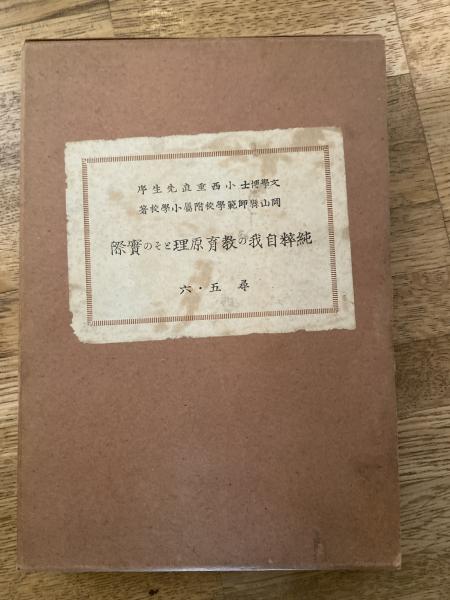 文學博士小西重直先生序
岡山縣師範學校附屬小學校著
純粹自我の教育原理とその實際
尋五・六